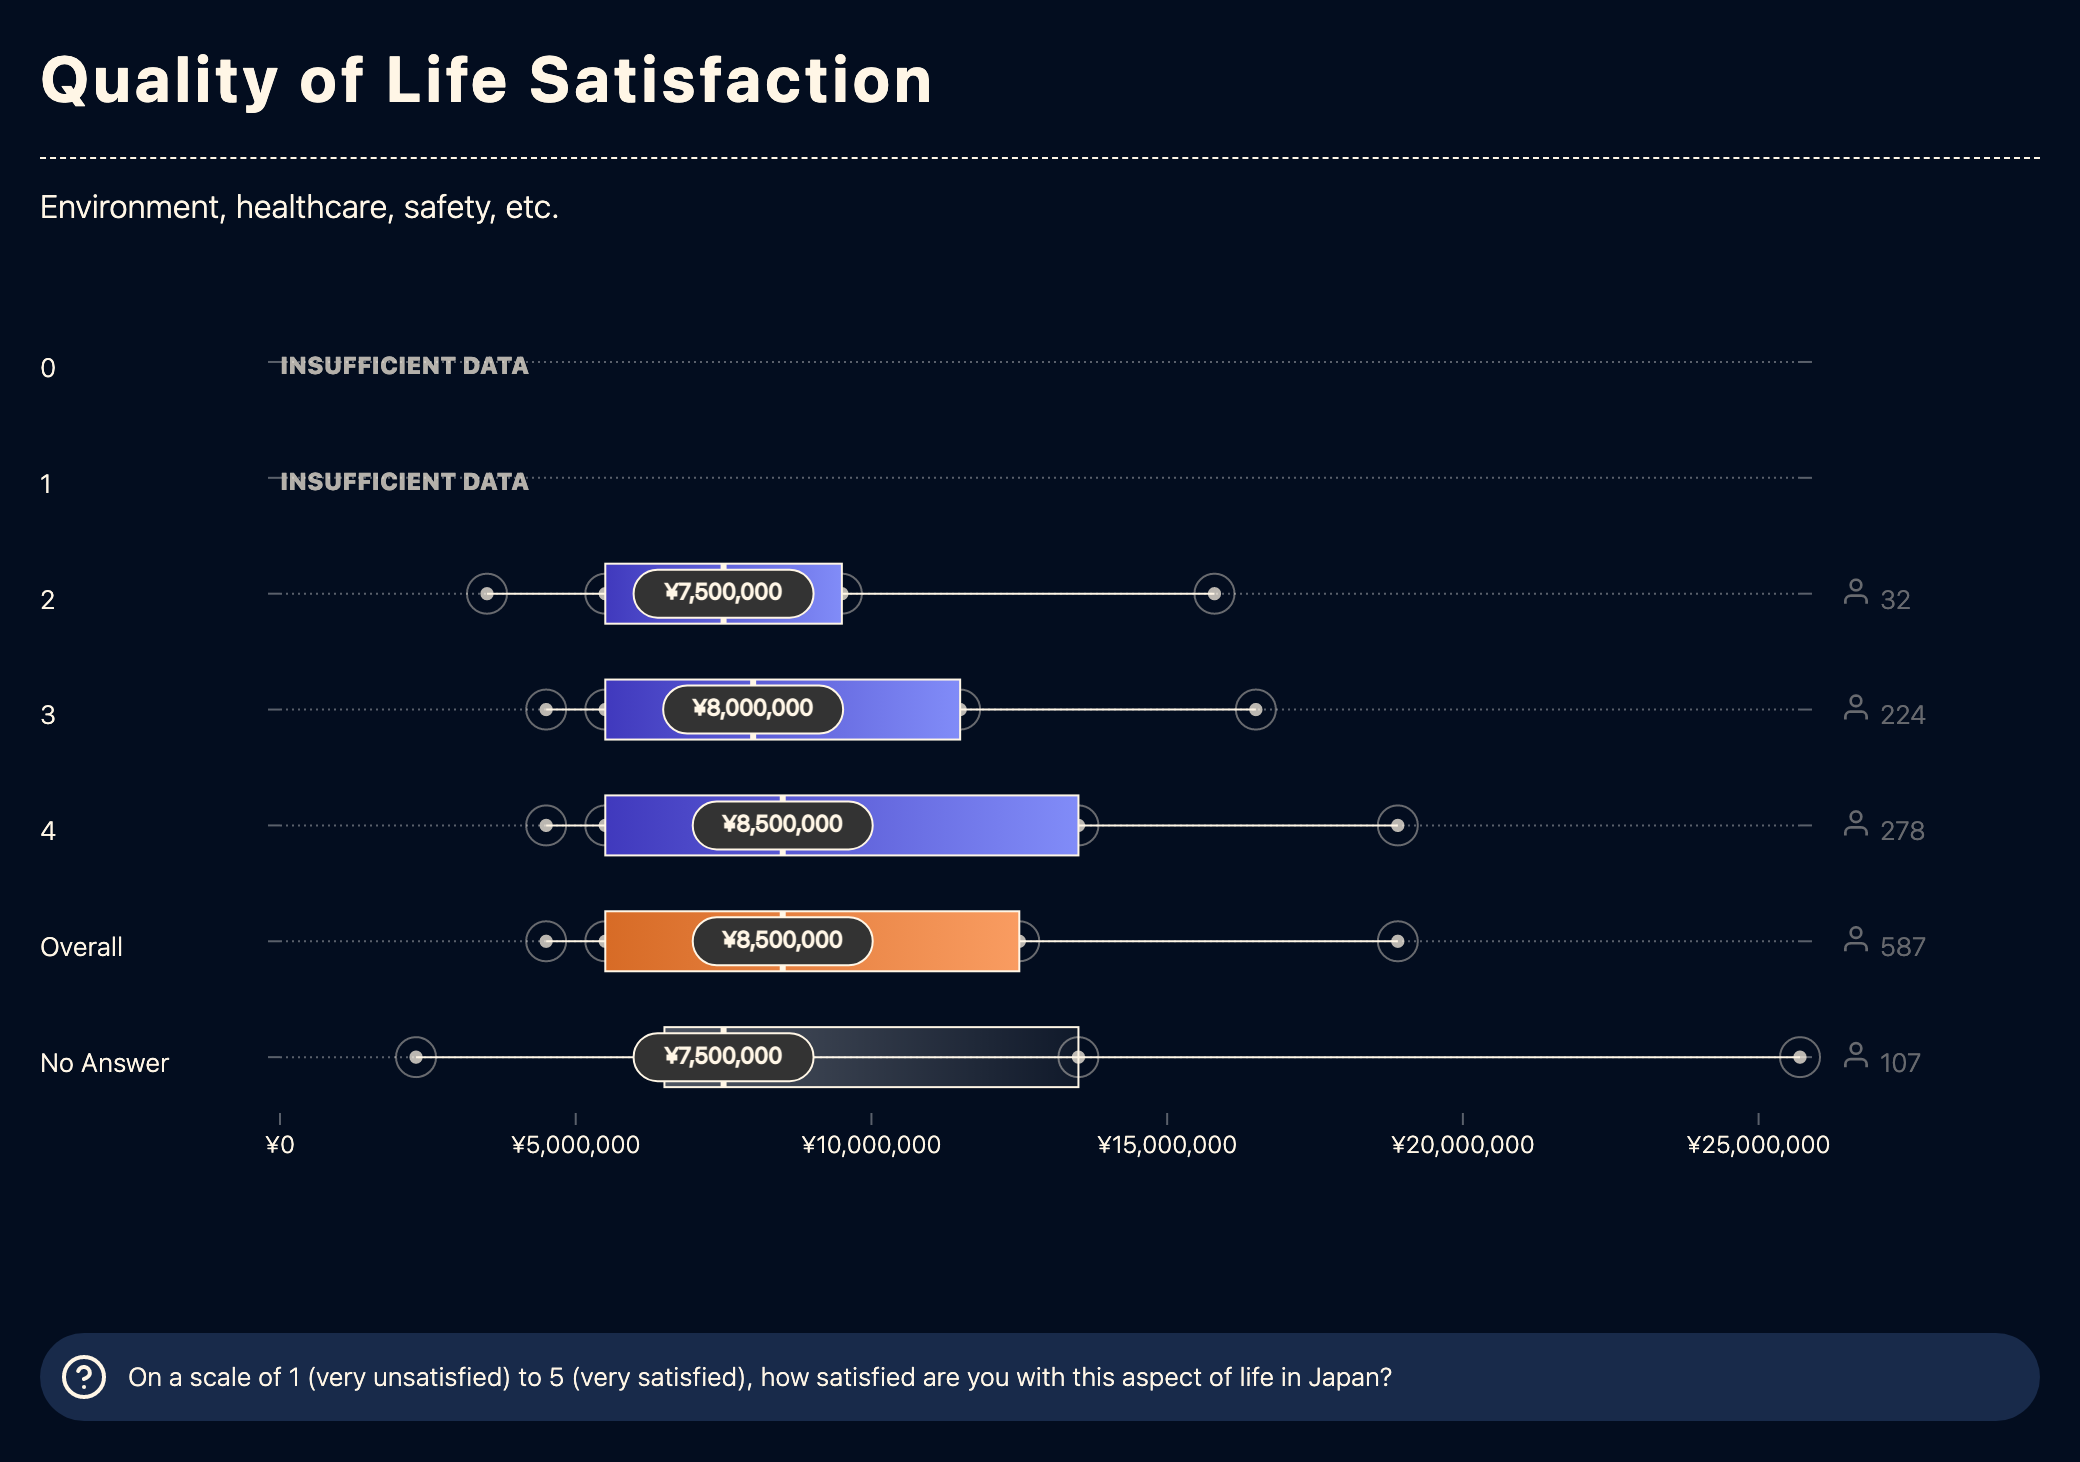 Quality of Life Satisfaction
Environment, healthcare, safety, etc.
0 INSUFFICIENT DATA
1 INSUFFICIENT DATA
2 ¥7,500,000 32
3 ¥8,000,000 224
4 ¥8,500,000 278
Overall ¥8,500,000 587
No Answer ¥7,500,000 107
¥0 ¥5,000,000 ¥10,000,000 ¥15,000,000 ¥20,000,000 ¥25,000,000
On a scale of 1 (very unsatisfied) to 5 (very satisfied), how satisfied are you with this aspect of life in Japan?